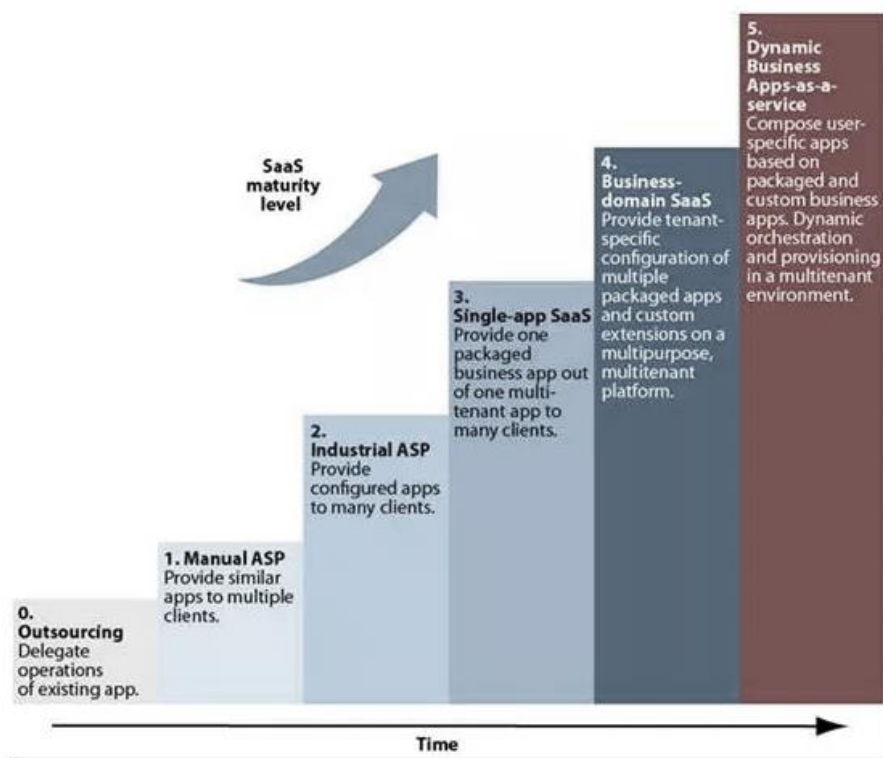 SaaS
maturity
level
0.
Outsourcing
Delegate
operations
of existing app.
1. Manual ASP
Provide similar
apps to multiple
clients.
2.
Industrial ASP
Provide
configured apps
to many clients.
3.
Single-app SaaS
Provide one
packaged
business app out
of one multi-
tenant app to
many clients.
4.
Business-
domain SaaS
Provide tenant-
specific
configuration of
multiple
packaged apps
and custom
extensions on a
multipurpose,
multitenant
platform.
5.
Dynamic
Business
Apps-as-a-
service
Compose user-
specific apps
based on
packaged and
custom business
apps. Dynamic
orchestration
and provisioning
in a multitenant
environment.
Time